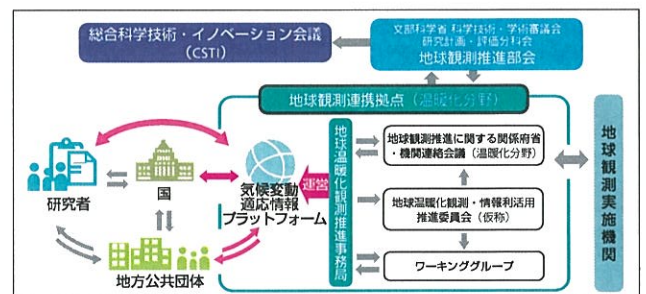 総合科学技術・イノベーション会議
(CSTI)
文部科学省 科学技術・学術審議会
研究計画・評価分科会
地球観測推進部会
地球観測連携拠点（温暖化分野）
研究者
国
地方公共団体
気候変動
適応情報
プラットフォーム
運営
地球温暖化観測推進事務局
地球観測推進に関する関係府省
・機関連絡会議（温暖化分野）
地球温暖化観測・情報利活用
推進委員会（仮称）
ワーキンググループ
地球観測実施機関